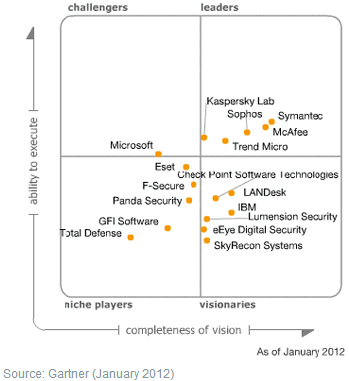 challengers
leaders
Kaspersky Lab
Sophos
Symantec
McAfee
Trend Micro
Microsoft
Eset
Check Point Software Technologies
F-Secure
LANDesk
Panda Security
IBM
Lumension Security
GFI Software
eEye Digital Security
Total Defense
SkyRecon Systems
ability to execute
niche players
visionaries
completeness of vision
As of January 2012
Source: Gartner (January 2012)